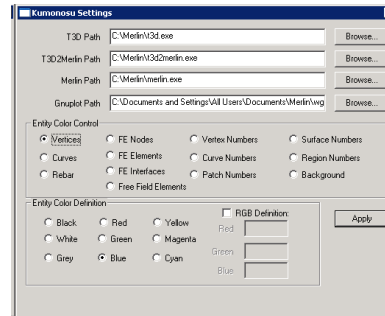 Kumonosu Settings
T3D Path C:\Merlin\t3d.exe Browse...
T3D2Merlin Path C:\Merlin\t3d2merlin.exe Browse...
Merlin Path C:\Merlin\merlin.exe Browse...
Gnuplot Path C:\Documents and Settings\All Users\Documents\Merlin\wg Browse...
Entity Color Control
Vertices FE Nodes Vertex Numbers Surface Numbers
Curves FE Elements Curve Numbers Region Numbers
Rebar FE Interfaces Patch Numbers Background
Free Field Elements
Entity Color Definition
RGB Definition:
Black Red Yellow Red Apply
White Green Magenta
Grey Blue Cyan Green
Blue